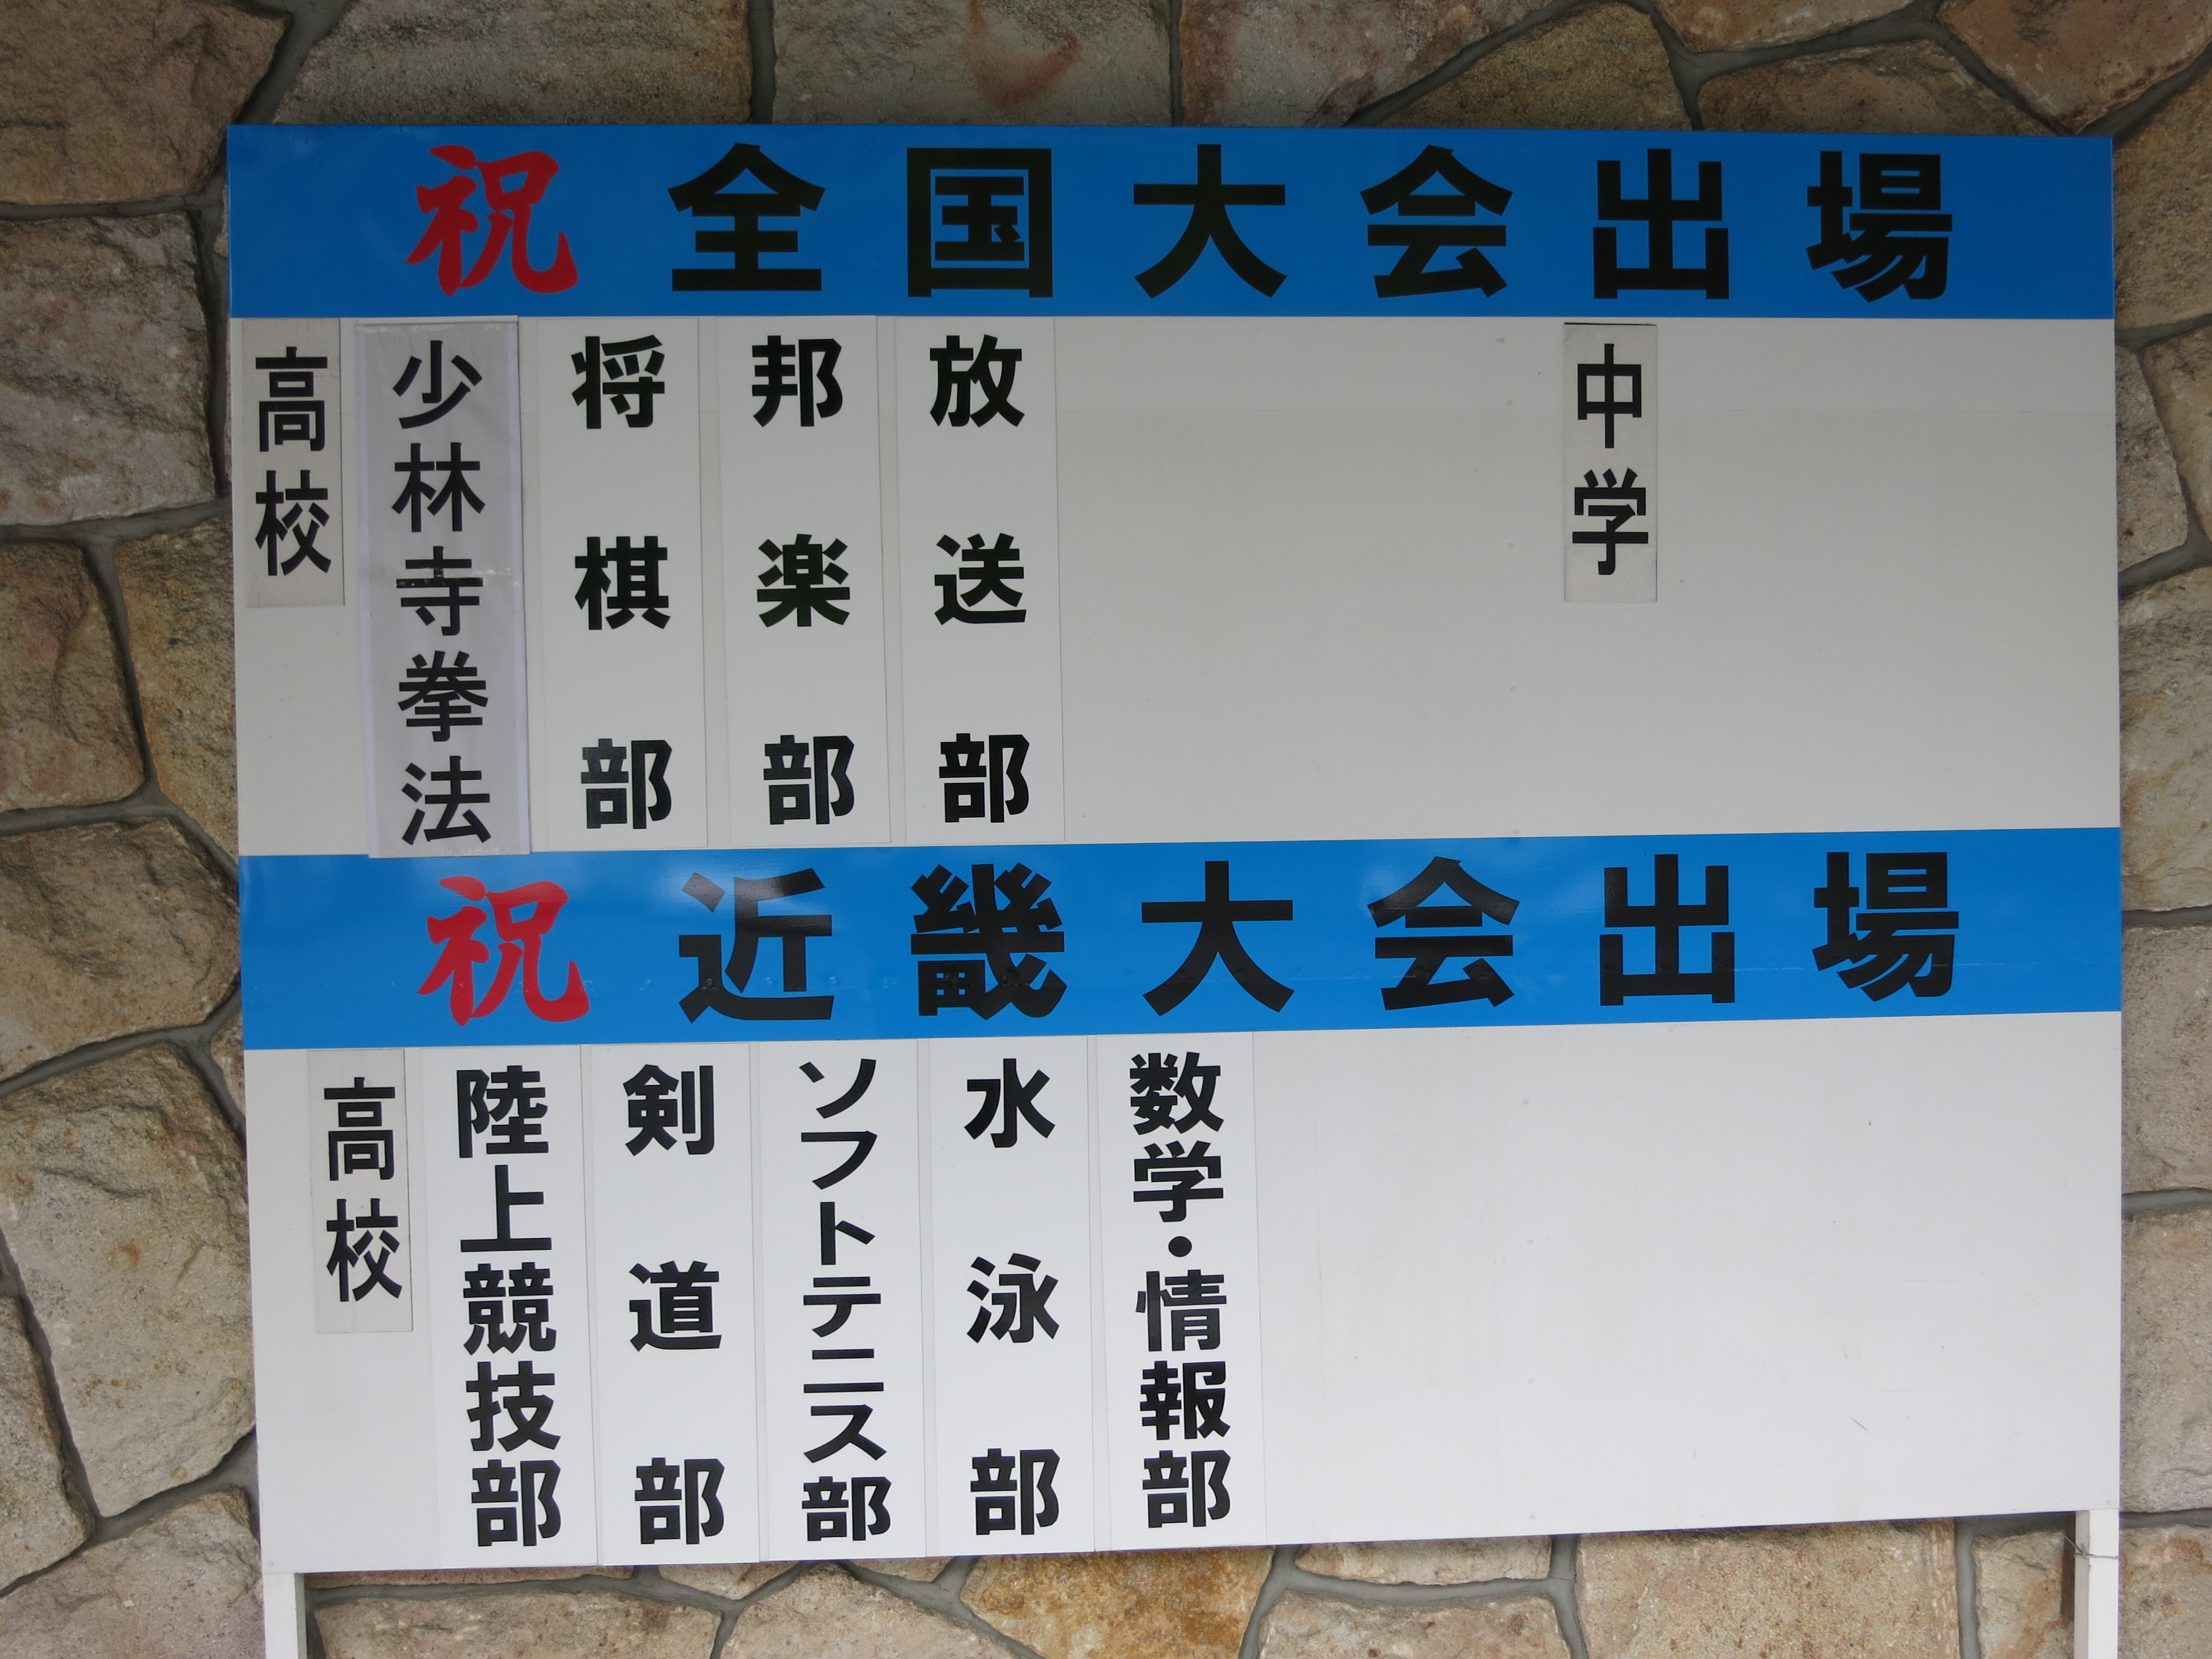 祝全国大会出場
高校
少林寺拳法
将棋部
邦楽部
放送部
中学
祝近畿大会出場
高校
陸上競技部
剣道部
ソフトテニス部
水泳部
数学・情報部